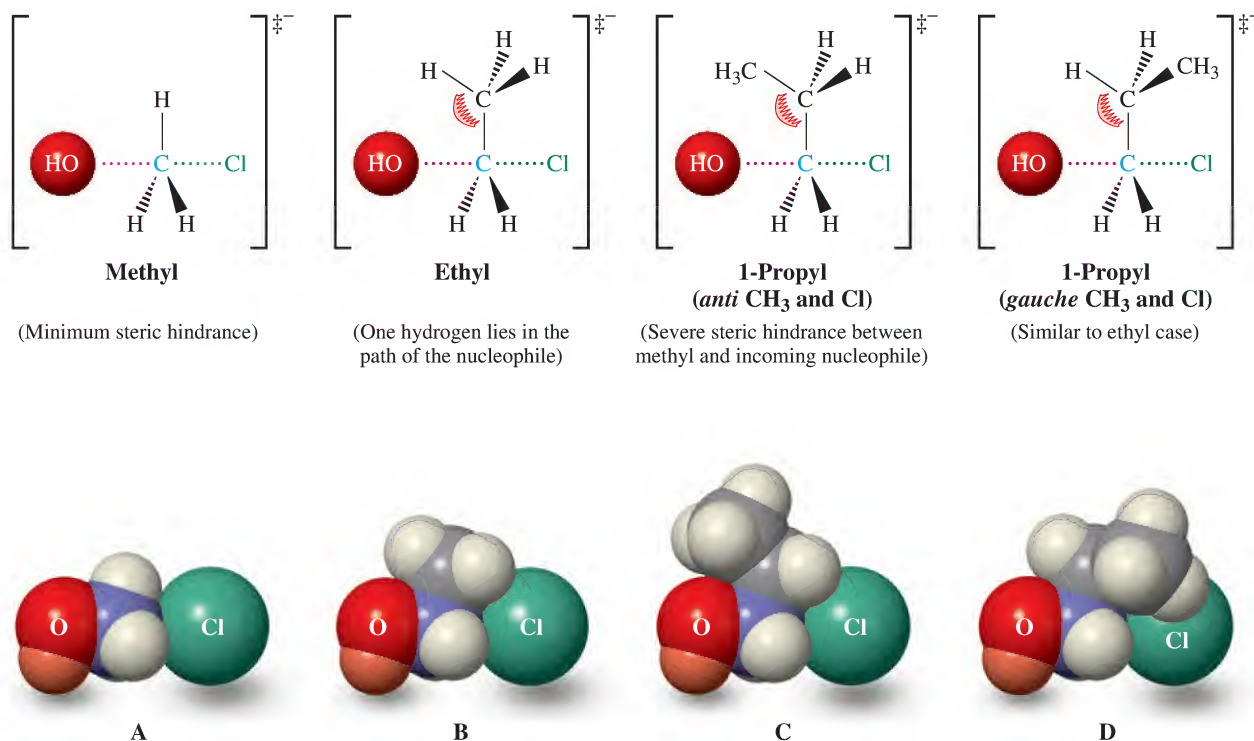 ‡−
‡−
‡−
‡−
H
HO
C
Cl
H
H
H
H
H
C
HO
C
Cl
H
H
H
H3C
H
C
HO
C
Cl
H
H
H
H
CH3
C
HO
C
Cl
H
H
Methyl
(Minimum steric hindrance)
Ethyl
(One hydrogen lies in the
path of the nucleophile)
1-Propyl
(anti CH3 and Cl)
(Severe steric hindrance between
methyl and incoming nucleophile)
1-Propyl
(gauche CH3 and Cl)
(Similar to ethyl case)
O
Cl
O
Cl
O
Cl
O
Cl
A
B
C
D